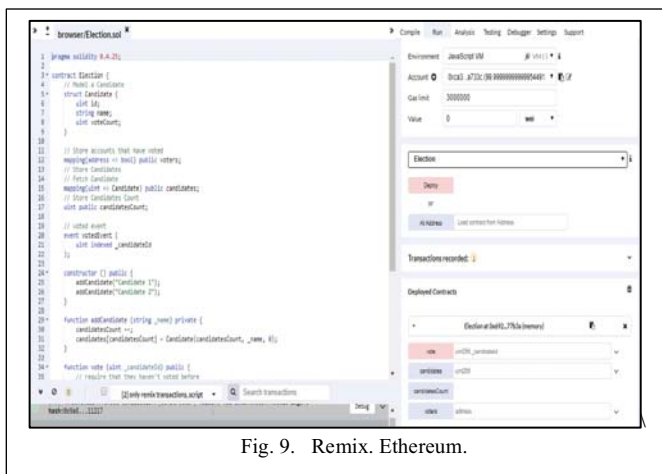 browser/Election.sol
1 pragma solidity 0.4.25;
2
3 contract Election {
4 // Model a Candidate
5 struct Candidate {
6 uint id;
7 string name;
8 uint voteCount;
9 }
10
11 // Store accounts that have voted
12 mapping(address => bool) public voters;
13 // Store Candidates
14 // Fetch Candidate
15 mapping(uint => Candidate) public candidates;
16 // Store Candidates Count
17 uint public candidatesCount;
18
19 // voted event
20 event votedEvent (
21 uint indexed _candidateId
22 );
23
24 constructor () public {
25 addCandidate("Candidate 1");
26 addCandidate("Candidate 2");
27 }
28
29 function addCandidate (string _name) private {
30 candidatesCount ++;
31 candidates[candidatesCount] = Candidate(candidatesCount, _name, 0);
32 }
33
34 function vote (uint _candidateId) public {
35 // require that they haven't voted before
0
[2] only remix transactions, script
Search transactions
Debug
Compile Run Analysis Testing Debugger Settings Support
Environment JavaScript VM
Account
Gas limit 3000000
Value 0
Election
Deploy
or
At Address Load contract from Address
Transactions recorded:
Deployed Contracts
Election at (memory)
vote uint256 _candidateId
candidates uint256
candidatesCount
voters address
Fig. 9. Remix. Ethereum.